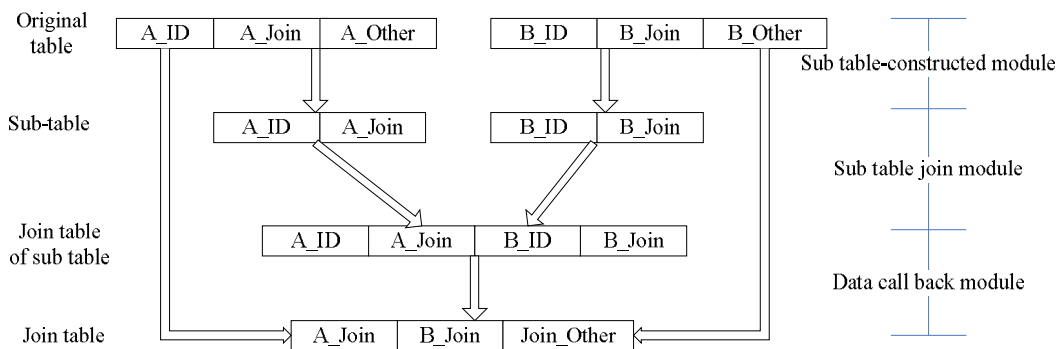 Original
table
A_ID A_Join A_Other B_ID B_Join B_Other
Sub table-constructed module
Sub-table
A_ID A_Join B_ID B_Join
Sub table join module
Join table
of sub table
A_ID A_Join B_ID B_Join
Data call back module
Join table
A_Join B_Join Join_Other